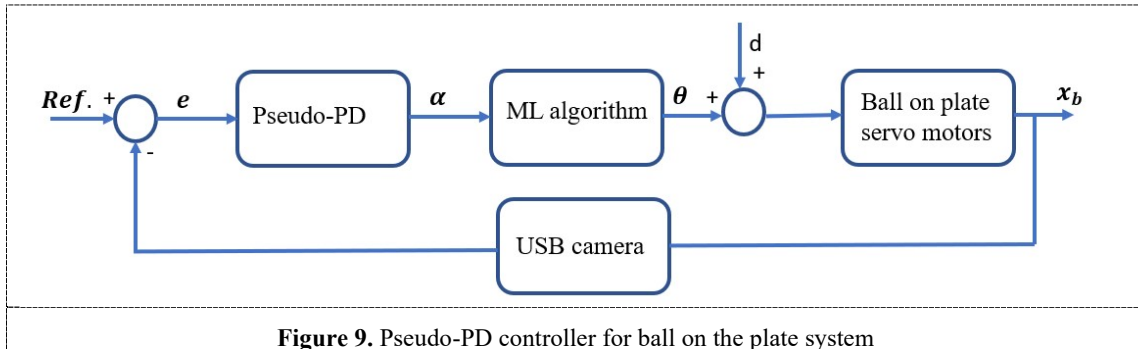 d
Ref. + e Pseudo-PD α ML algorithm θ + + Ball on plate
servo motors x_b
-
USB camera
Figure 9. Pseudo-PD controller for ball on the plate system